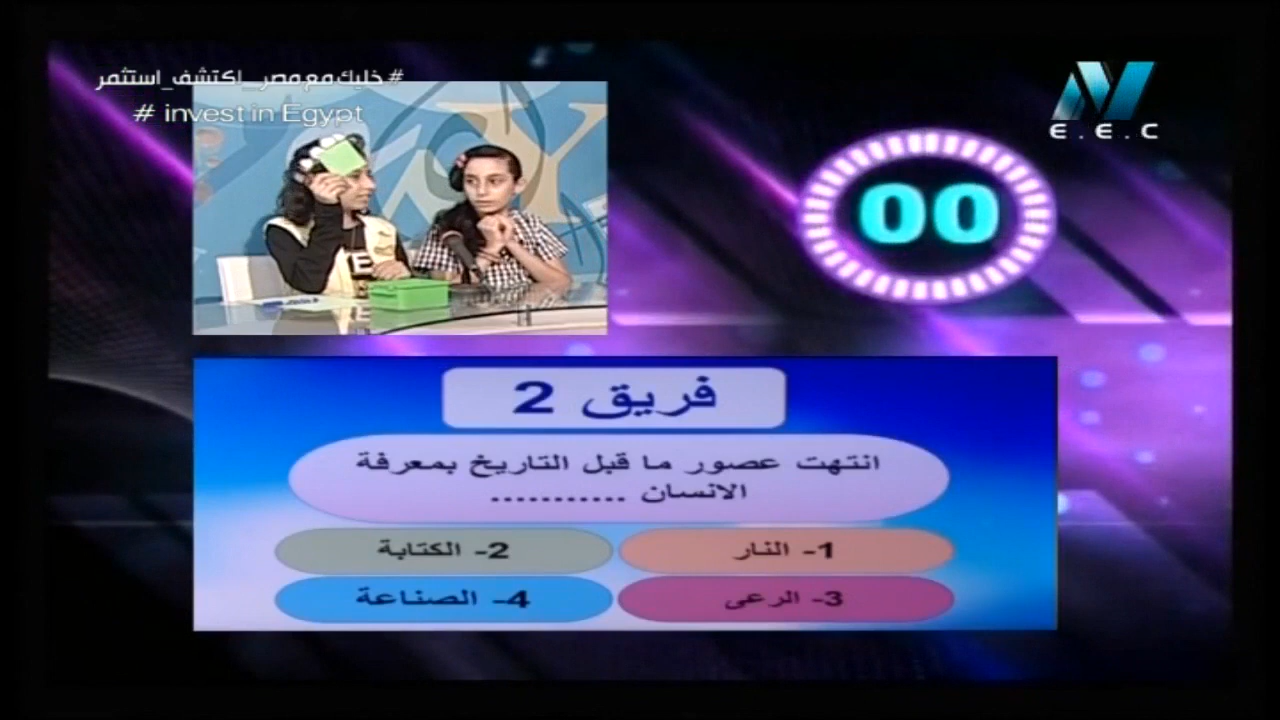 #خليك_مع_مصر_اكتشف_استثمر
# invest in Egypt
E.E.C
00
فريق 2
انتهت عصور ما قبل التاريخ بمعرفة
الانسان ...........
1- النار
2- الكتابة
3- الرعى
4- الصناعة